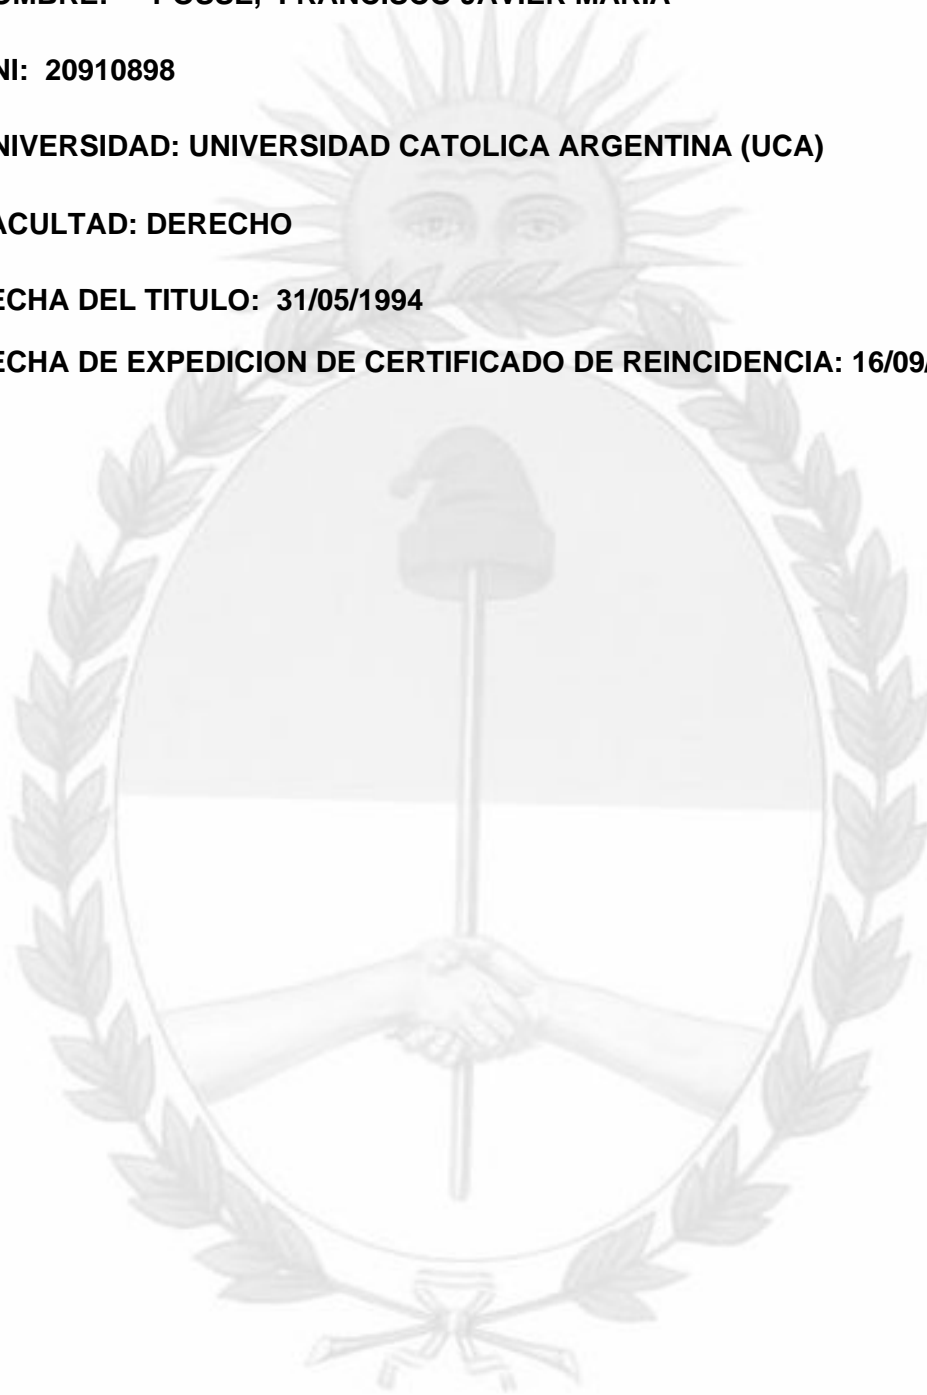 OMBRE: POSSE, FRANCISCO JAVIER MARIA
NI: 20910898
NIVERSIDAD: UNIVERSIDAD CATOLICA ARGENTINA (UCA)
ACULTAD: DERECHO
ECHA DEL TITULO: 31/05/1994
ECHA DE EXPEDICION DE CERTIFICADO DE REINCIDENCIA: 16/09/